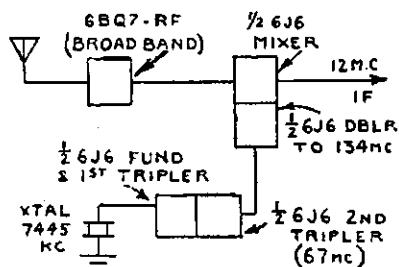 6BQ7-RF
(BROAD BAND)
½ 6J6
MIXER
12 M.C
IF
½ 6J6 DBLR
TO 134MC
½ 6J6 FUND
& 1ST TRIPLER
XTAL
7445
KC
½ 6J6 2ND
TRIPLER
(67MC)